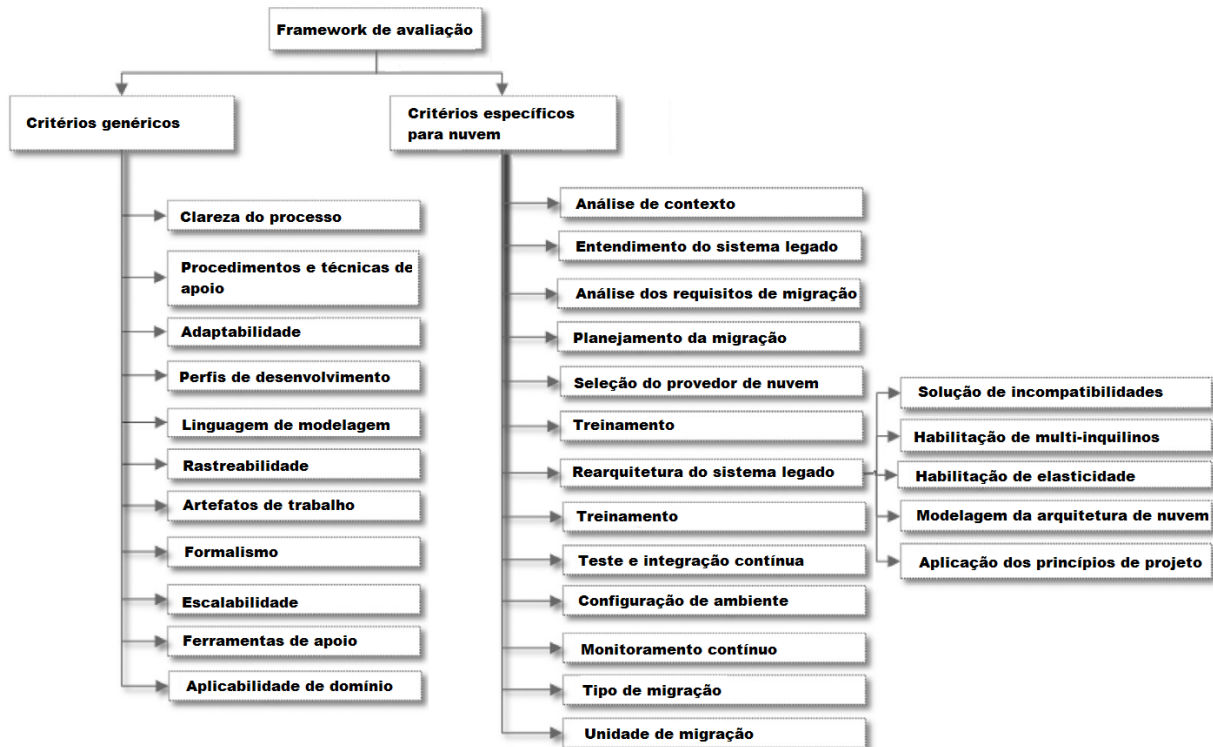 Framework de avaliação
Critérios genéricos
Clareza do processo
Procedimentos e técnicas de
apoio
Adaptabilidade
Perfis de desenvolvimento
Linguagem de modelagem
Rastreabilidade
Artefatos de trabalho
Formalismo
Escalabilidade
Ferramentas de apoio
Aplicabilidade de domínio
Critérios específicos
para nuvem
Análise de contexto
Entendimento do sistema legado
Análise dos requisitos de migração
Planejamento da migração
Seleção do provedor de nuvem
Treinamento
Rearquitetura do sistema legado
Solução de incompatibilidades
Habilitação de multi-inquilinos
Habilitação de elasticidade
Modelagem da arquitetura de nuvem
Aplicação dos princípios de projeto
Treinamento
Teste e integração contínua
Configuração de ambiente
Monitoramento contínuo
Tipo de migração
Unidade de migração